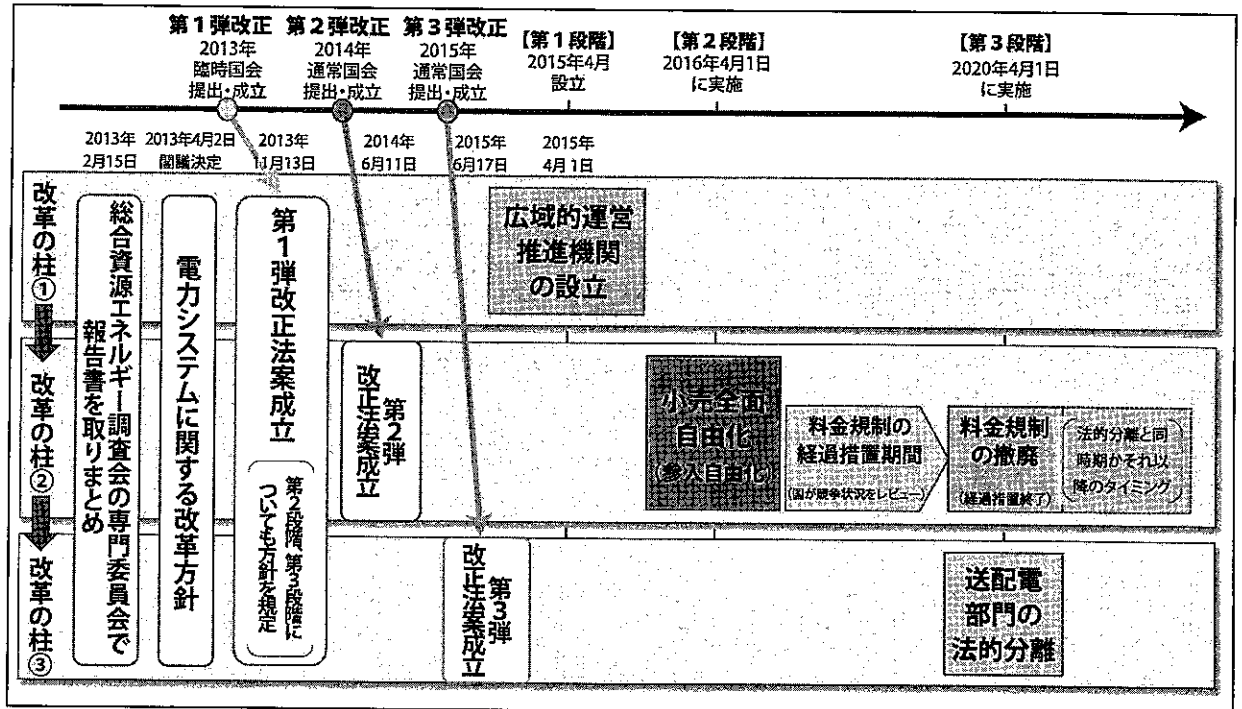 第1弾改正
2013年
臨時国会
提出・成立
第2弾改正
2014年
通常国会
提出・成立
第3弾改正
2015年
通常国会
提出・成立
【第1段階】
2015年4月
設立
【第2段階】
2016年4月1日
に実施
【第3段階】
2020年4月1日
に実施
2013年
2月15日
2013年4月2日
閣議決定
2013年
11月13日
2014年
6月11日
2015年
6月17日
2015年
4月1日
改革の柱①
改革の柱②
改革の柱③
総合資源エネルギー調査会の専門委員会で
報告書を取りまとめ
電力システムに関する改革方針
第1弾改正法案成立
第2段階、第3段階に
ついても方針を規定
第2弾
改正法案成立
第3弾
改正法案成立
広域的運営
推進機関
の設立
小売全面
自由化
(参入自由化)
料金規制の
経過措置期間
(国が競争状況をレビュー)
料金規制
の撤廃
(経過措置終了)
法的分離と同
時期かそれ以
降のタイミング
送配電
部門の
法的分離